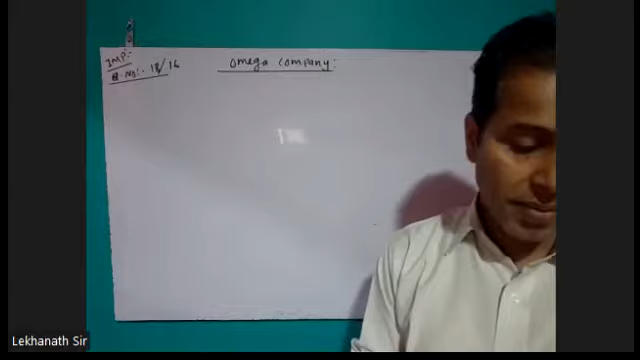 IMP:-
Q. No:- 18/16
Omega company:
Lekhanath Sir